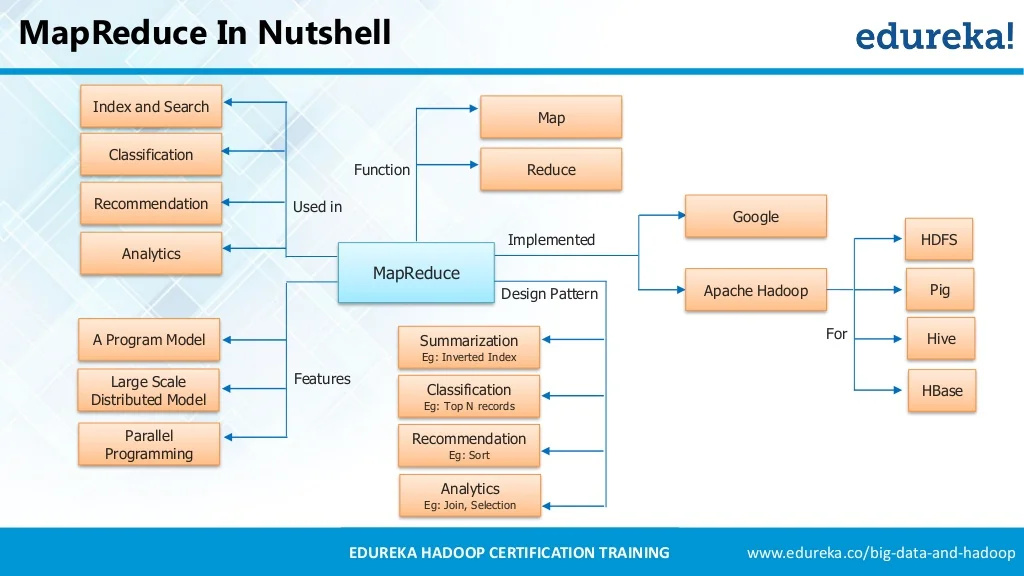 MapReduce In Nutshell
edureka!
Index and Search
Classification
Recommendation
Analytics
Used in
Function
Map
Reduce
MapReduce
Implemented
Google
Apache Hadoop
For
HDFS
Pig
Hive
HBase
Design Pattern
Summarization
Eg: Inverted Index
Classification
Eg: Top N records
Recommendation
Eg: Sort
Analytics
Eg: Join, Selection
Features
A Program Model
Large Scale
Distributed Model
Parallel
Programming
EDUREKA HADOOP CERTIFICATION TRAINING
www.edureka.co/big-data-and-hadoop